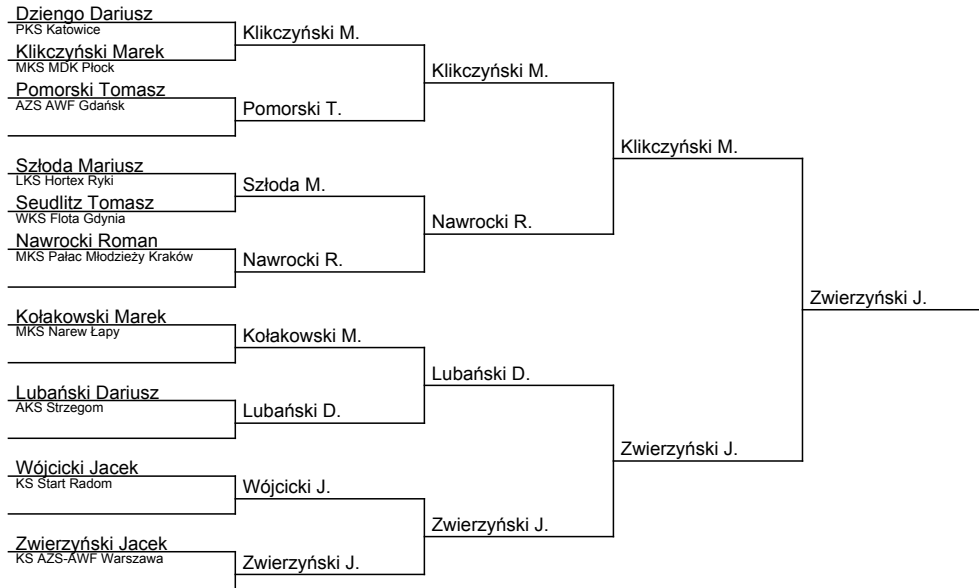 Dziengo Dariusz
PKS Katowice
Klikczyński Marek
MKS MDK Płock
Pomorski Tomasz
AZS AWF Gdańsk
Szłoda Mariusz
LKS Hortex Ryki
Seudlitz Tomasz
WKS Flota Gdynia
Nawrocki Roman
MKS Pałac Młodzieży Kraków
Kołakowski Marek
MKS Narew Łapy
Lubański Dariusz
AKS Strzegom
Wójcicki Jacek
KS Start Radom
Zwierzyński Jacek
KS AZS-AWF Warszawa
Klikczyński M.
Pomorski T.
Szłoda M.
Nawrocki R.
Kołakowski M.
Lubański D.
Wójcicki J.
Zwierzyński J.
Klikczyński M.
Nawrocki R.
Lubański D.
Zwierzyński J.
Klikczyński M.
Zwierzyński J.
Zwierzyński J.